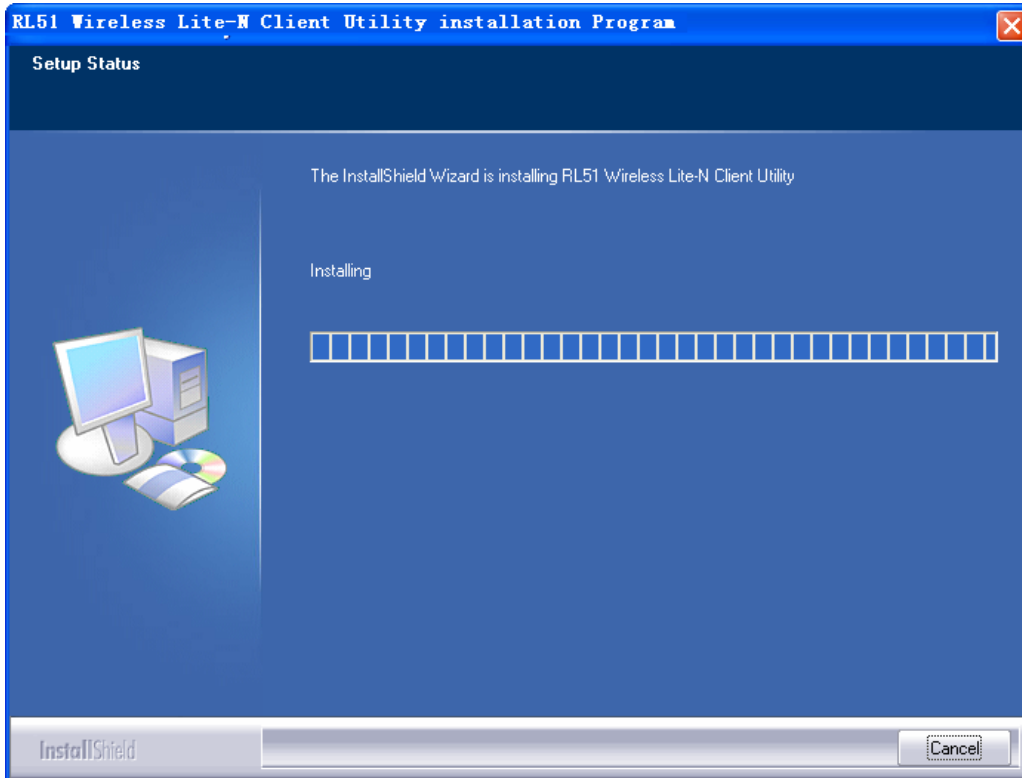 RL51 Wireless Lite-N Client Utility installation Program
Setup Status
The InstallShield Wizard is installing RL51 Wireless Lite-N Client Utility
Installing
InstallShield
Cancel